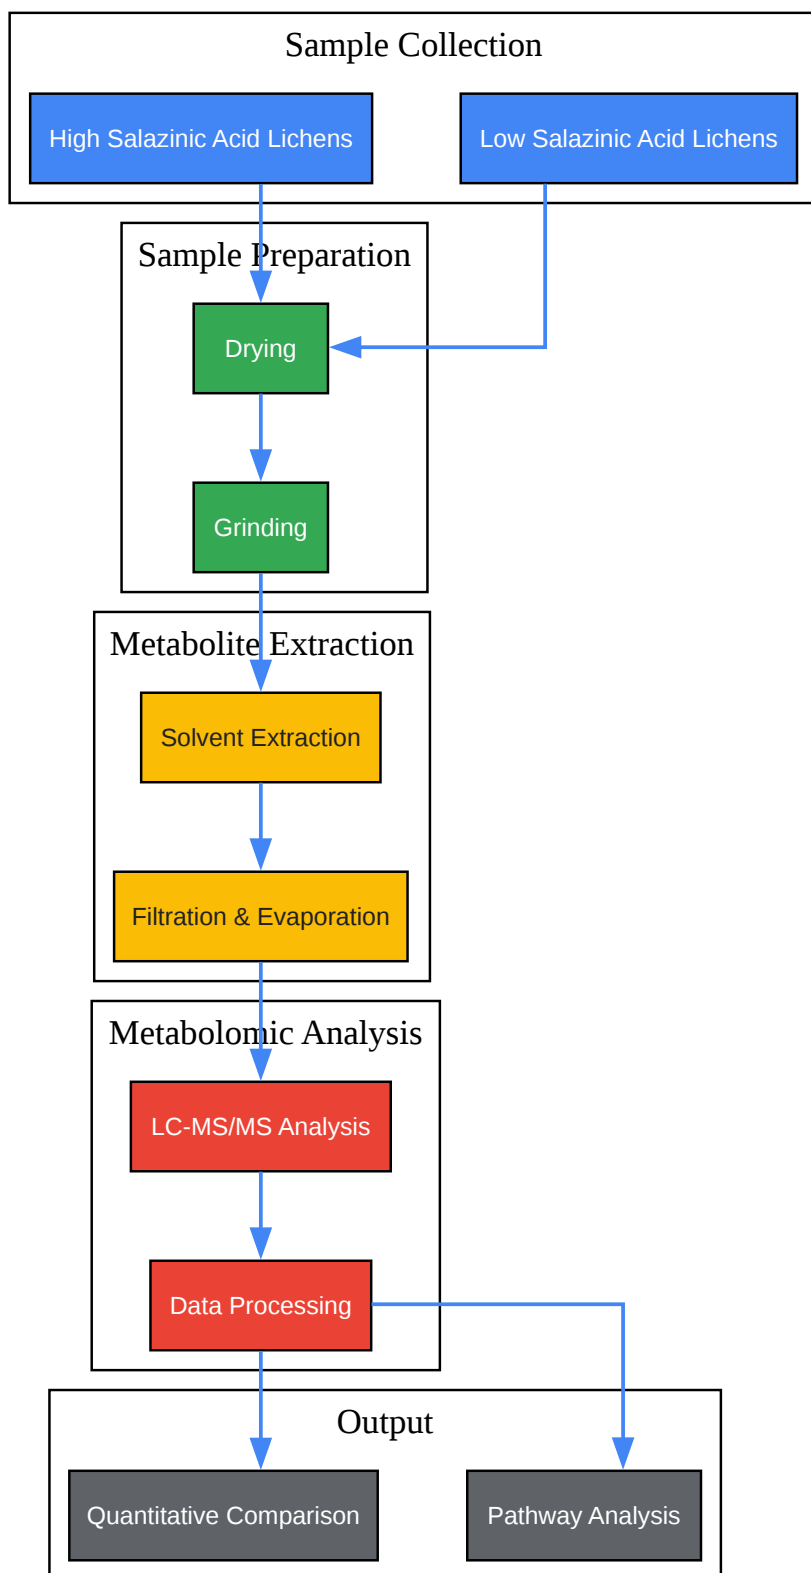 Sample Collection
High Salazinic Acid Lichens
Low Salazinic Acid Lichens
Sample Preparation
Drying
Grinding
Metabolite Extraction
Solvent Extraction
Filtration & Evaporation
Metabolomic Analysis
LC-MS/MS Analysis
Data Processing
Output
Quantitative Comparison
Pathway Analysis